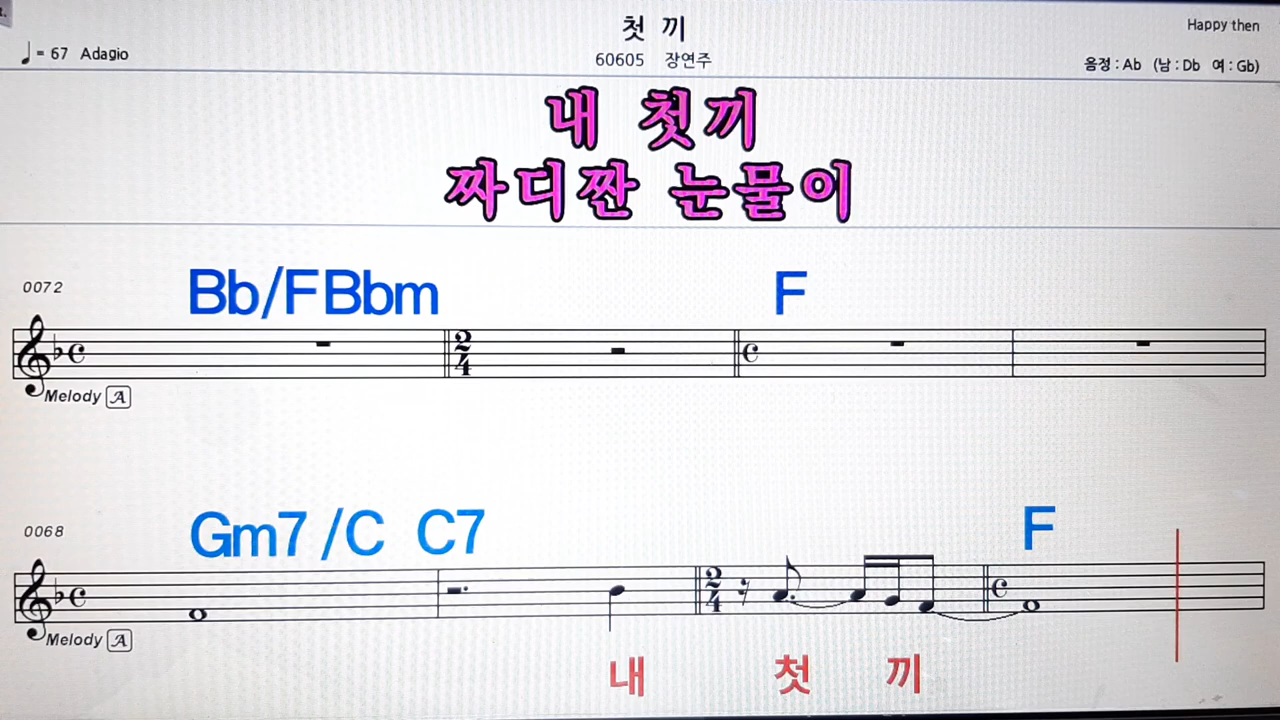 첫 끼
Happy then
♩= 67 Adagio
60605 장연주
음정 : Ab (남 : Db 여 : Gb)
내 첫끼
짜디짠 눈물이
0072
Bb/F Bbm F
Melody A
0068
Gm7 /C C7 F
Melody A
내 첫 끼